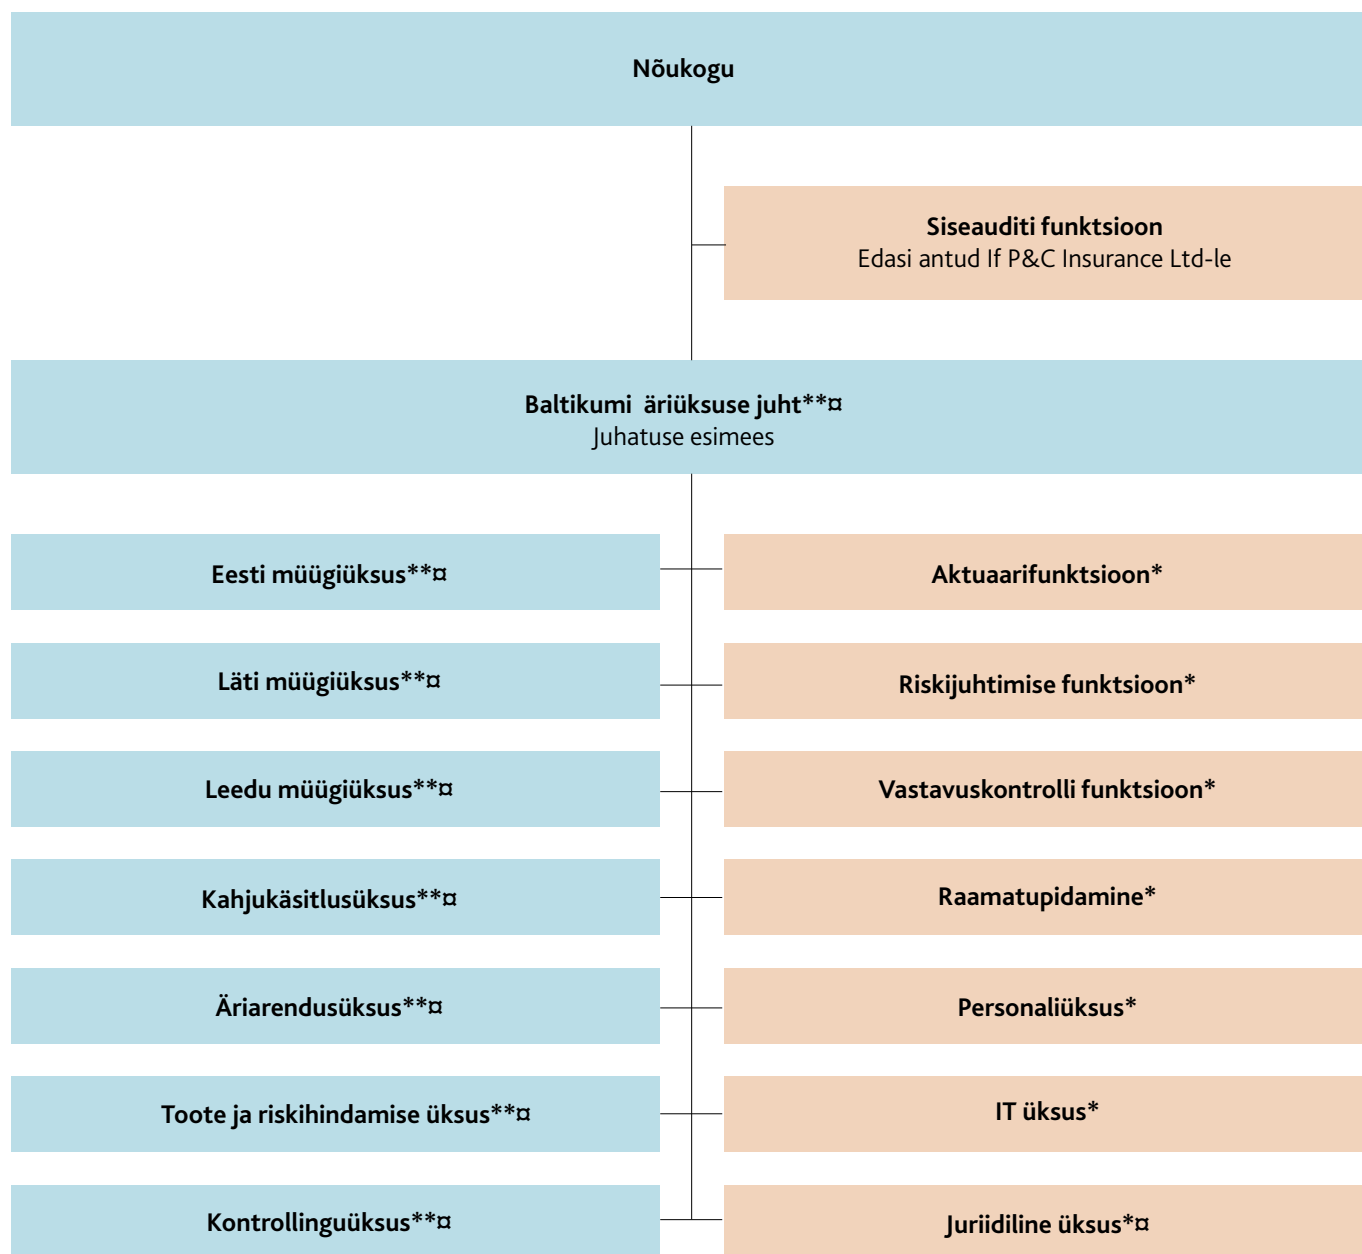 Nõukogu
Siseauditi funktsioon
Edasi antud If P&C Insurance Ltd-le
Baltikumi äriüksuse juht**¤
Juhatuse esimees
Eesti müügiüksus**¤
Aktuaarifunktsioon*
Läti müügiüksus**¤
Riskijuhtimise funktsioon*
Leedu müügiüksus**¤
Vastavuskontrolli funktsioon*
Kahjukäsitlusüksus**¤
Raamatupidamine*
Äriarendusüksus**¤
Personaliüksus*
Toote ja riskihindamise üksus**¤
IT üksus*
Kontrollinguüksus**¤
Juriidiline üksus*¤